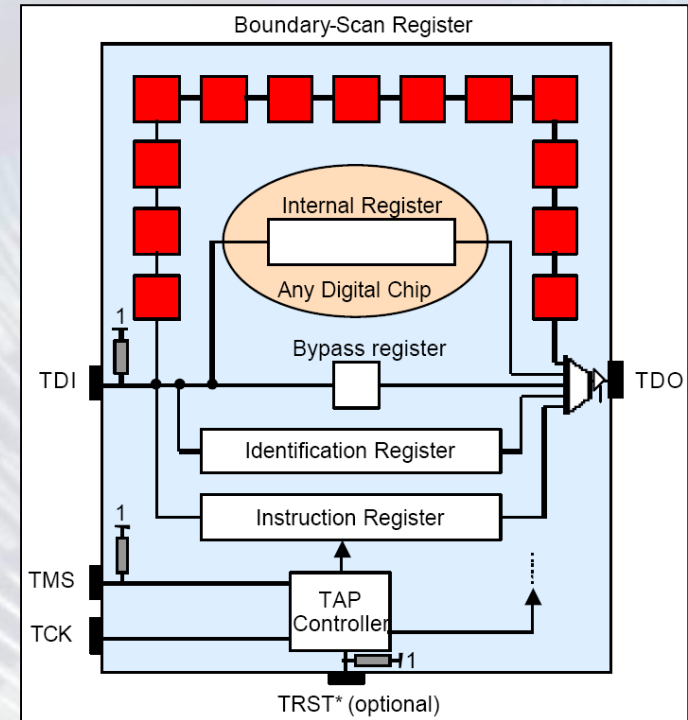 Boundary-Scan Register
Internal Register
Any Digital Chip
1
Bypass register
TDI
TDO
Identification Register
1
Instruction Register
TMS
TAP
Controller
TCK
1
TRST* (optional)